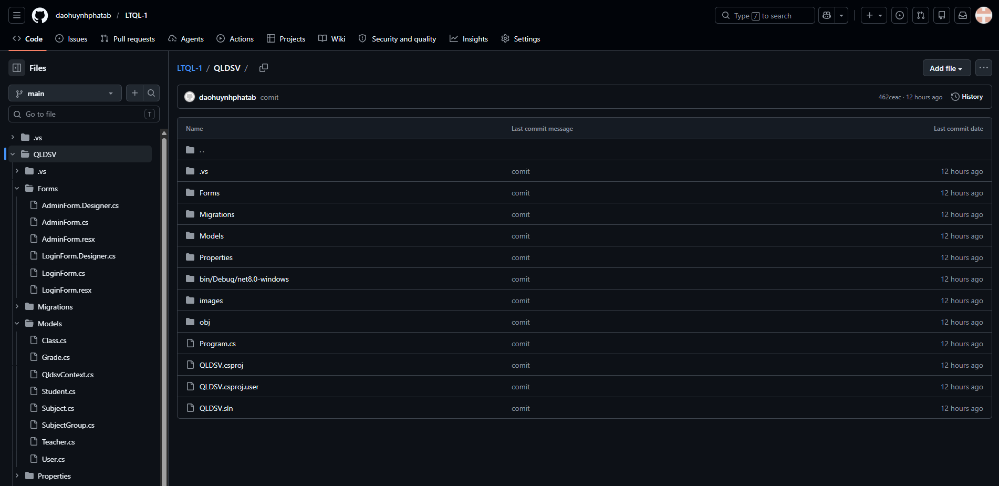 daohuynhphatab / LTQL-1
Type / to search
Code
Issues
Pull requests
Agents
Actions
Projects
Wiki
Security and quality
Insights
Settings
Files
main
Go to file
T
.vs
QLDSV
.vs
Forms
AdminForm.Designer.cs
AdminForm.cs
AdminForm.resx
LoginForm.Designer.cs
LoginForm.cs
LoginForm.resx
Migrations
Models
Class.cs
Grade.cs
QldsvContext.cs
Student.cs
Subject.cs
SubjectGroup.cs
Teacher.cs
User.cs
Properties
LTQL-1 / QLDSV /
Add file
daohuynhphatab comit
462ceac · 12 hours ago
History
Name Last commit message Last commit date
..
.vs comit 12 hours ago
Forms comit 12 hours ago
Migrations comit 12 hours ago
Models comit 12 hours ago
Properties comit 12 hours ago
bin/Debug/net8.0-windows comit 12 hours ago
images comit 12 hours ago
obj comit 12 hours ago
Program.cs comit 12 hours ago
QLDSV.csproj comit 12 hours ago
QLDSV.csproj.user comit 12 hours ago
QLDSV.sln comit 12 hours ago